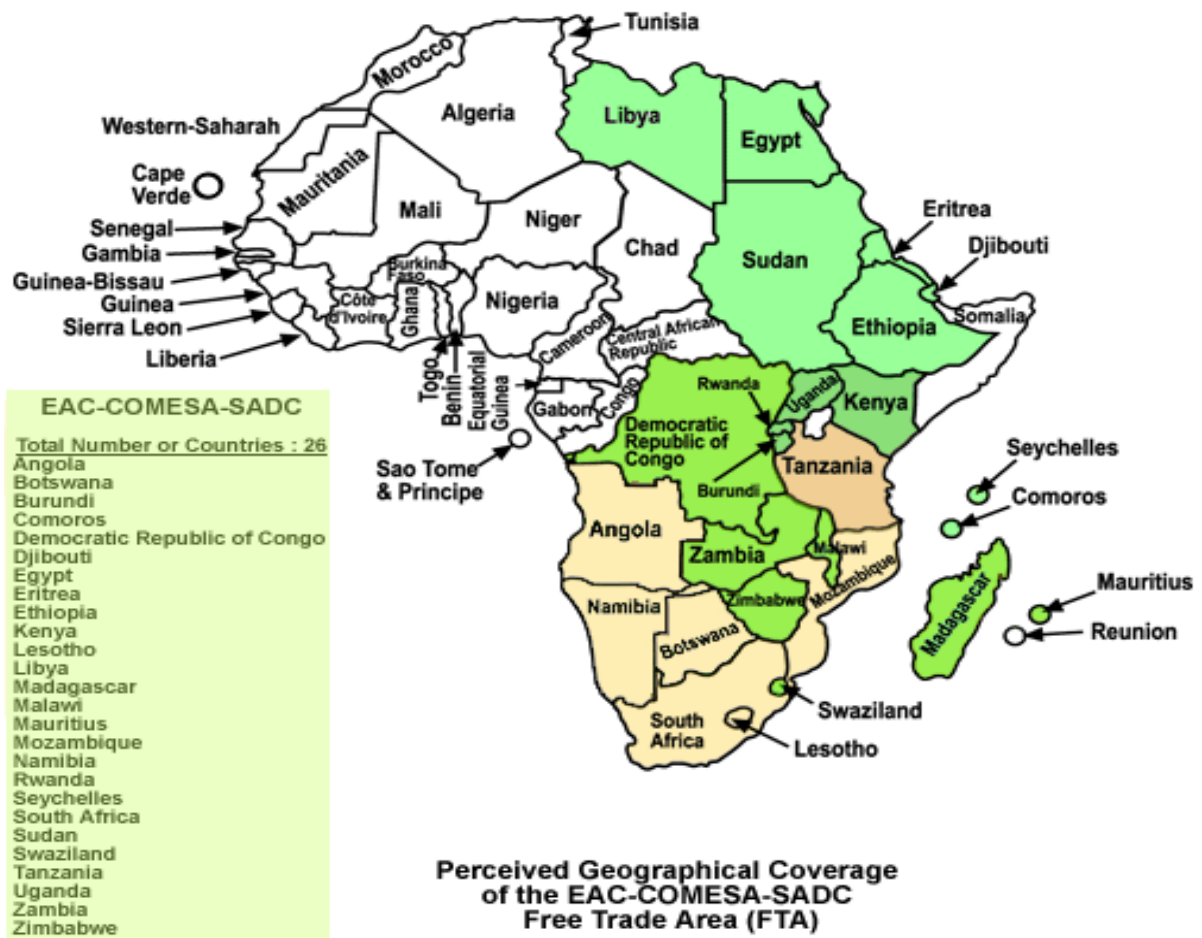 Tunisia
Morocco
Algeria
Libya
Egypt
Western-Saharah
Cape
Verde
Mauritania
Mali
Niger
Chad
Sudan
Eritrea
Djibouti
Senegal
Gambia
Guinea-Bissau
Guinea
Sierra Leon
Liberia
Burkina
Faso
Côte
d'Ivoire
Ghana
Togo
Benin
Nigeria
Cameroon
Central African
Republic
Ethiopia
Somalia
Equatorial
Guinea
Gabon
Congo
Sao Tome
& Principe
Rwanda
Uganda
Kenya
Democratic
Republic of
Congo
Burundi
Tanzania
Seychelles
Comoros
Angola
Zambia
Malawi
Mozambique
Namibia
Zimbabwe
Botswana
Madagascar
Mauritius
Reunion
South
Africa
Swaziland
Lesotho
EAC-COMESA-SADC
Total Number or Countries : 26
Angola
Botswana
Burundi
Comoros
Democratic Republic of Congo
Djibouti
Egypt
Eritrea
Ethiopia
Kenya
Lesotho
Libya
Madagascar
Malawi
Mauritius
Mozambique
Namibia
Rwanda
Seychelles
South Africa
Sudan
Swaziland
Tanzania
Uganda
Zambia
Zimbabwe
Perceived Geographical Coverage
of the EAC-COMESA-SADC
Free Trade Area (FTA)